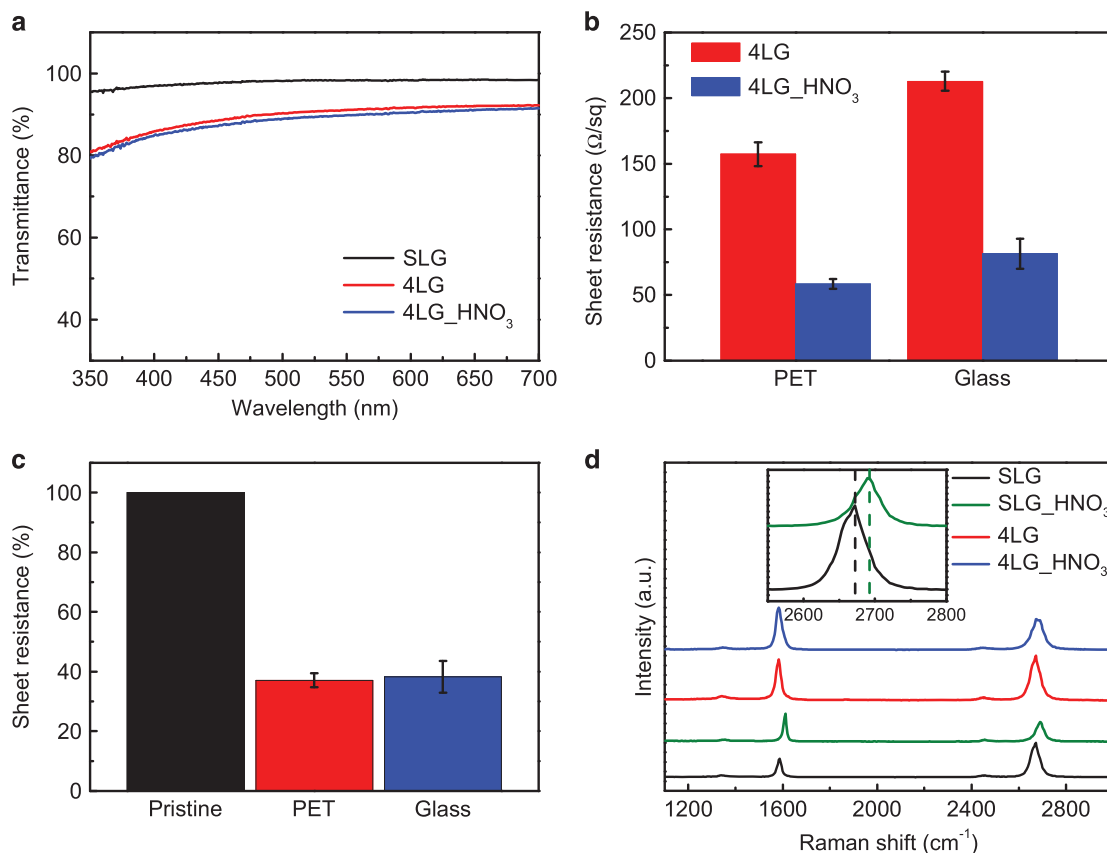 a
100
80
60
40
Transmittance (%)
SLG
4LG
4LG_HNO₃
350 400 450 500 550 600 650 700
Wavelength (nm)
b
250
200
150
100
50
0
Sheet resistance (Ω/sq)
4LG
4LG_HNO₃
PET Glass
c
100
80
60
40
20
0
Sheet resistance (%)
Pristine PET Glass
d
Intensity (a.u.)
SLG
SLG_HNO₃
4LG
4LG_HNO₃
2600 2700 2800
1200 1600 2000 2400 2800
Raman shift (cm⁻¹)